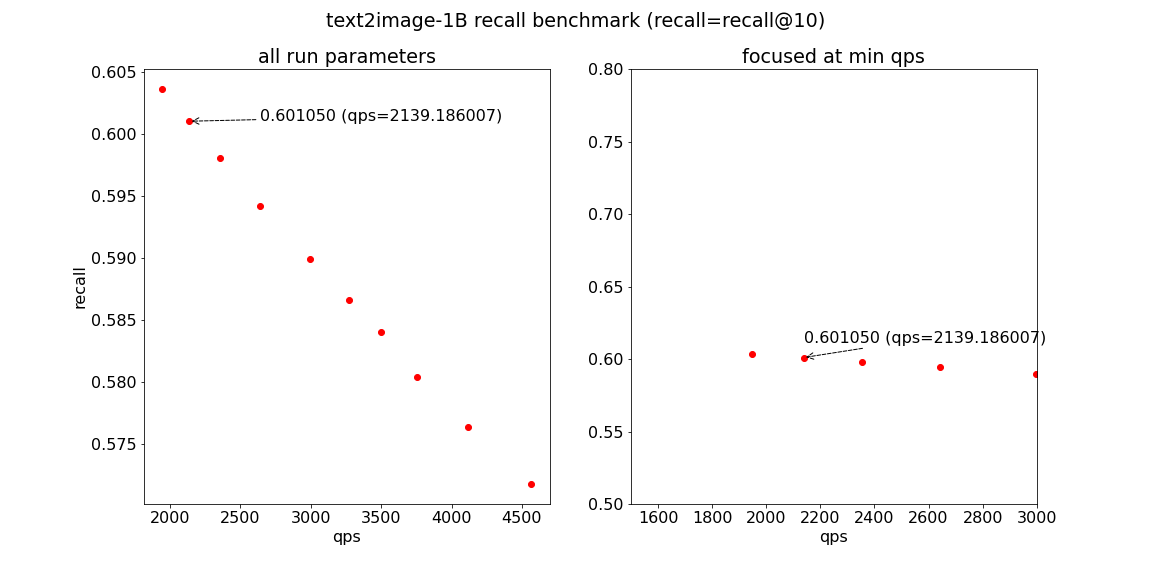 text2image-1B recall benchmark (recall=recall@10)
all run parameters
0.605
0.600
0.595
0.590
0.585
0.580
0.575
recall
0.601050 (qps=2139.186007)
2000 2500 3000 3500 4000 4500
qps
focused at min qps
0.80
0.75
0.70
0.65
0.60
0.55
0.50
0.601050 (qps=2139.186007)
1600 1800 2000 2200 2400 2600 2800 3000
qps